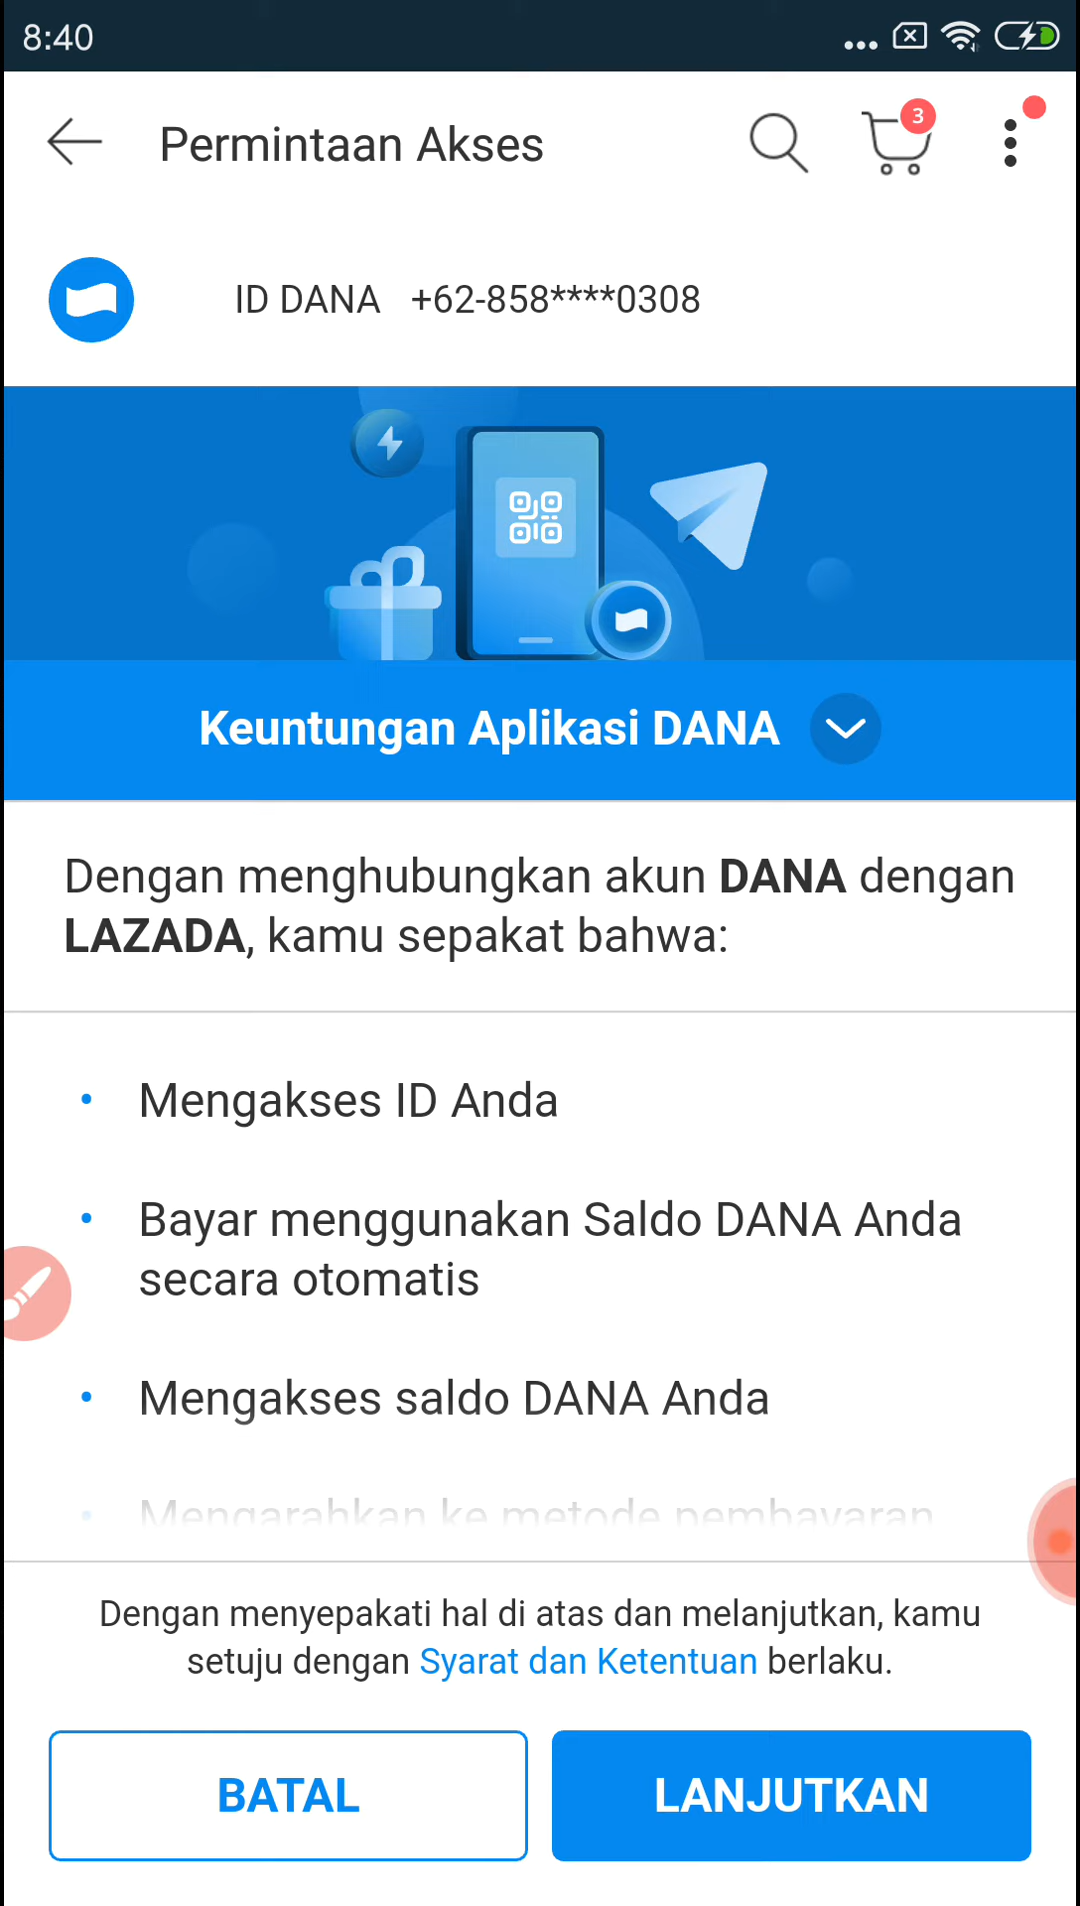 8:40
Permintaan Akses
3
ID DANA +62-858****0308
Keuntungan Aplikasi DANA
Dengan menghubungkan akun DANA dengan
LAZADA, kamu sepakat bahwa:
• Mengakses ID Anda
• Bayar menggunakan Saldo DANA Anda
secara otomatis
• Mengakses saldo DANA Anda
• Mengarahkan ke metode pembayaran
Dengan menyepakati hal di atas dan melanjutkan, kamu
setuju dengan Syarat dan Ketentuan berlaku.
BATAL
LANJUTKAN